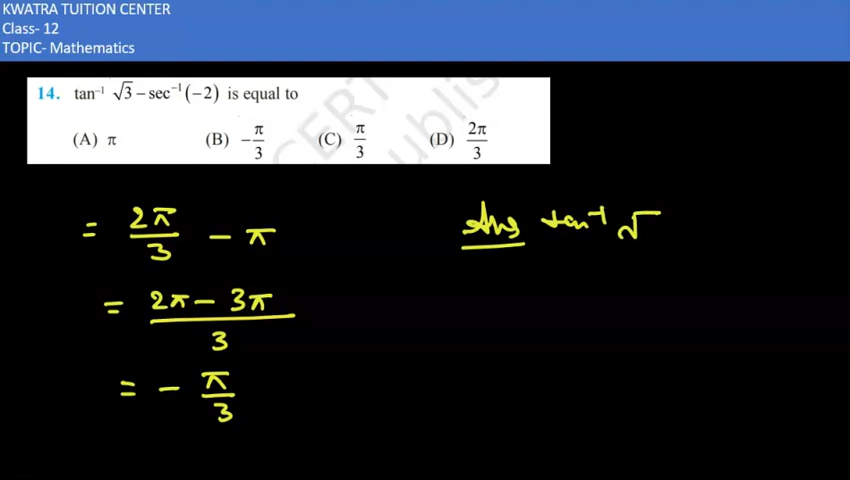 KWATRA TUITION CENTER
Class- 12
TOPIC- Mathematics
14. tan⁻¹ √3 – sec⁻¹ (–2) is equal to
(A) π (B) –π/3 (C) π/3 (D) 2π/3
= 2π/3 – π
= (2π – 3π)/3
= – π/3
Ans tan⁻¹ √